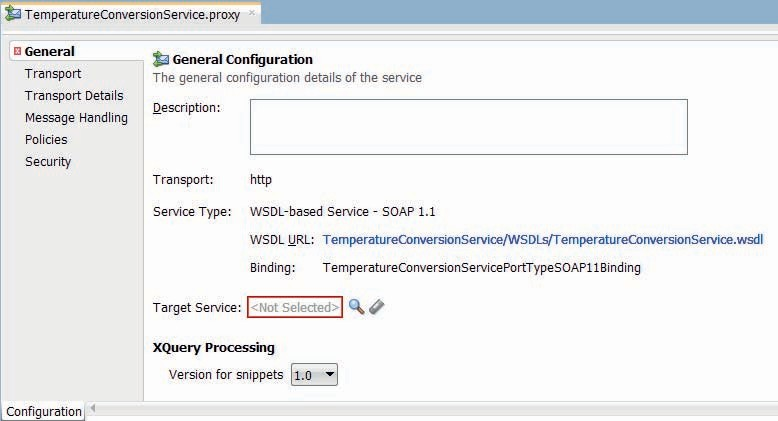 TemperatureConversionService.proxy
General
Transport
Transport Details
Message Handling
Policies
Security
General Configuration
The general configuration details of the service
Description:
Transport: http
Service Type: WSDL-based Service - SOAP 1.1
WSDL URL: TemperatureConversionService/WSDLs/TemperatureConversionService.wsdl
Binding: TemperatureConversionServicePortTypeSOAP11Binding
Target Service: <Not Selected>
XQuery Processing
Version for snippets 1.0
Configuration